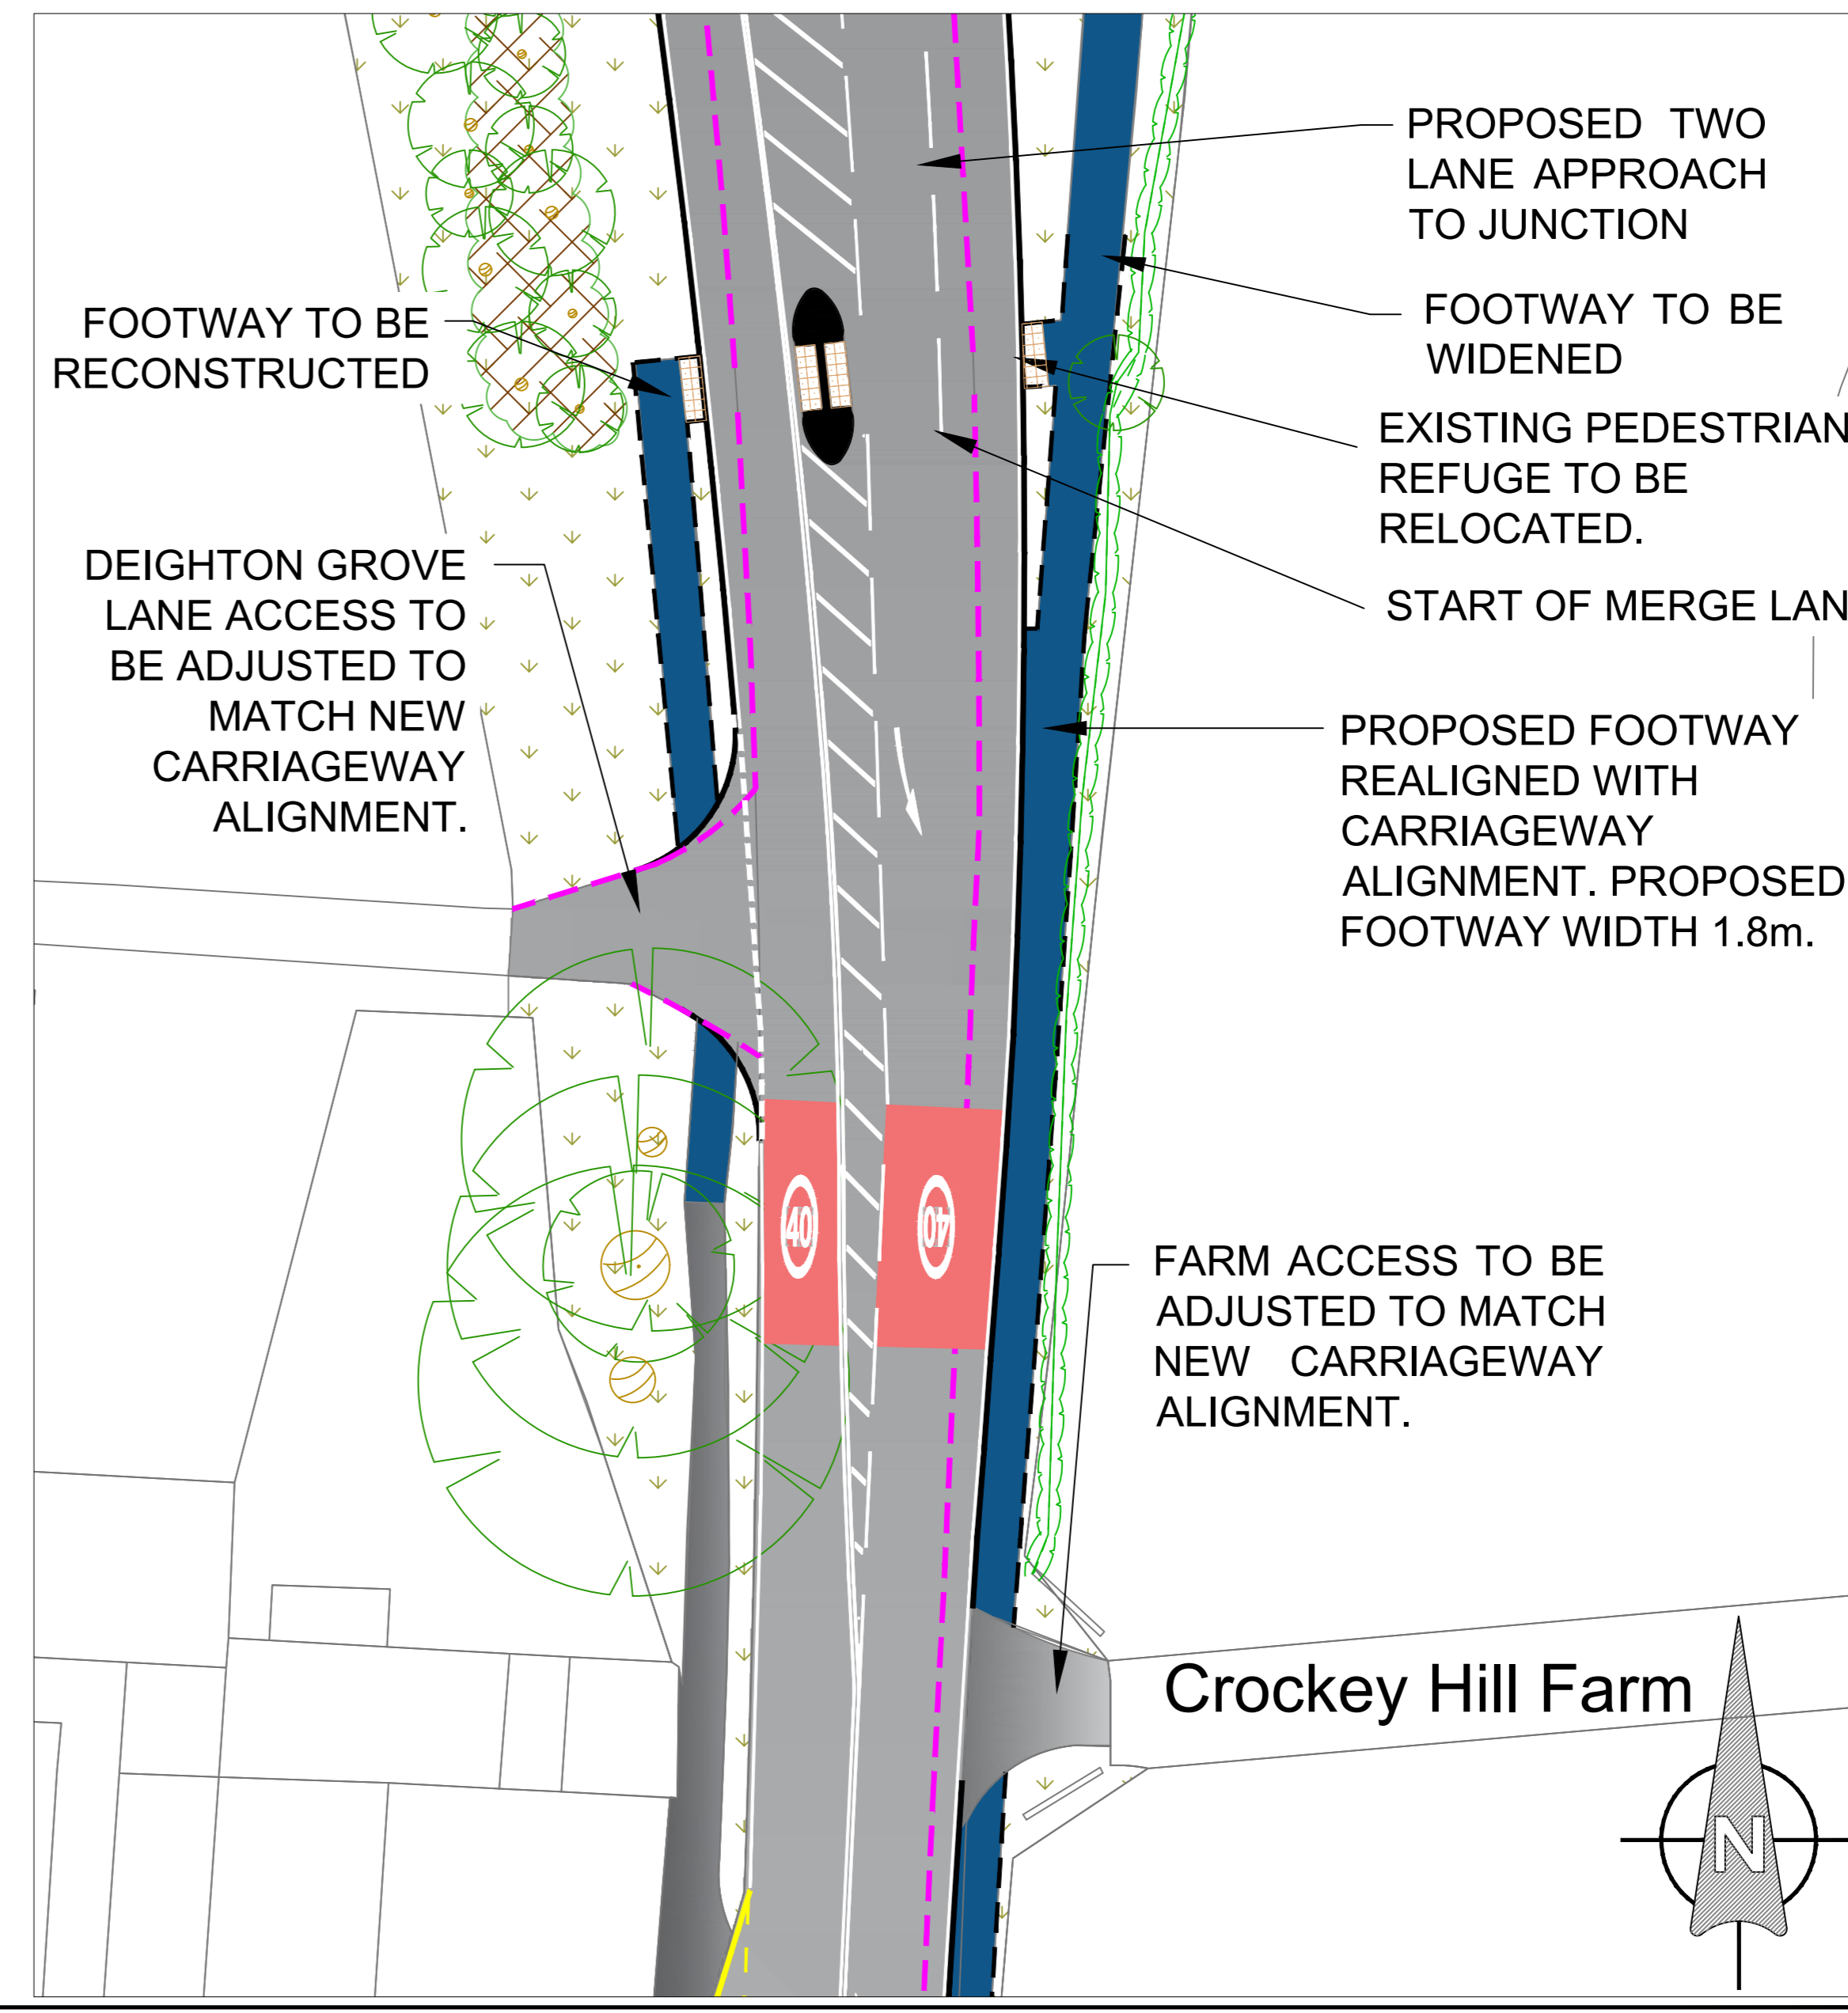 PROPOSED TWO
LANE APPROACH
TO JUNCTION
FOOTWAY TO BE
WIDENED
FOOTWAY TO BE
RECONSTRUCTED
EXISTING PEDESTRIAN
REFUGE TO BE
RELOCATED.
DEIGHTON GROVE
LANE ACCESS TO
BE ADJUSTED TO
MATCH NEW
CARRIAGEWAY
ALIGNMENT.
START OF MERGE LAN
PROPOSED FOOTWAY
REALIGNED WITH
CARRIAGEWAY
ALIGNMENT. PROPOSED
FOOTWAY WIDTH 1.8m.
40
40
FARM ACCESS TO BE
ADJUSTED TO MATCH
NEW CARRIAGEWAY
ALIGNMENT.
Crockey Hill Farm
N